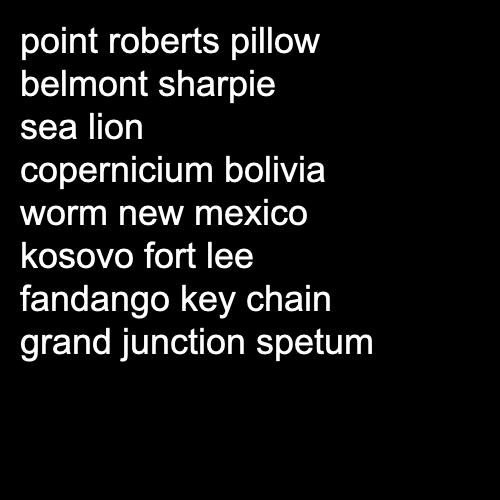 point roberts pillow
belmont sharpie
sea lion
copernicium bolivia
worm new mexico
kosovo fort lee
fandango key chain
grand junction spetum